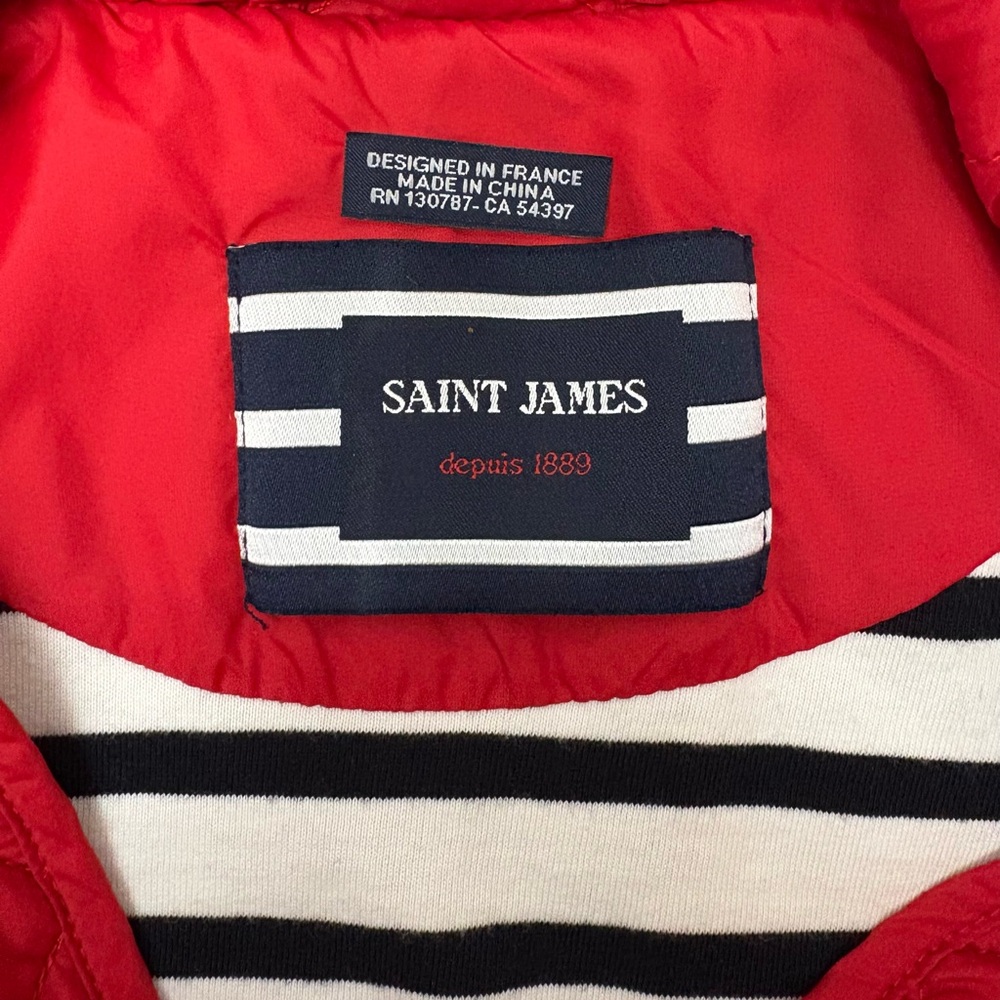 DESIGNED IN FRANCE
MADE IN CHINA
RN 130787- CA 54397
SAINT JAMES
depuis 1889